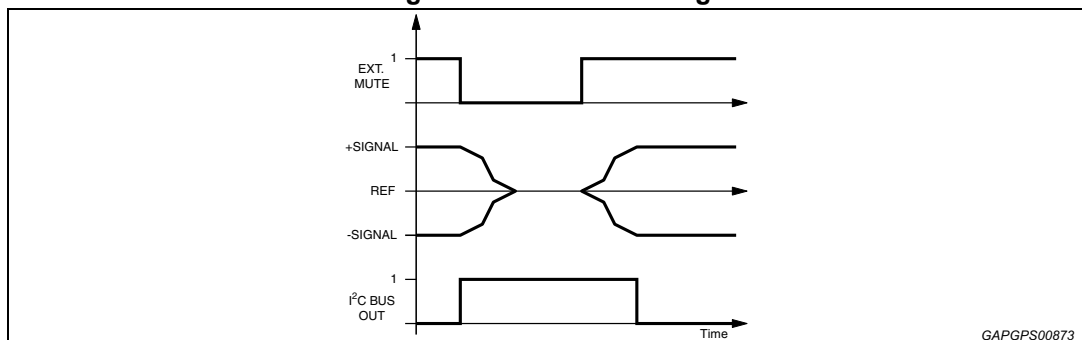 1
EXT.
MUTE
+SIGNAL
REF
-SIGNAL
1
I²C BUS
OUT
Time
GAPGPS00873